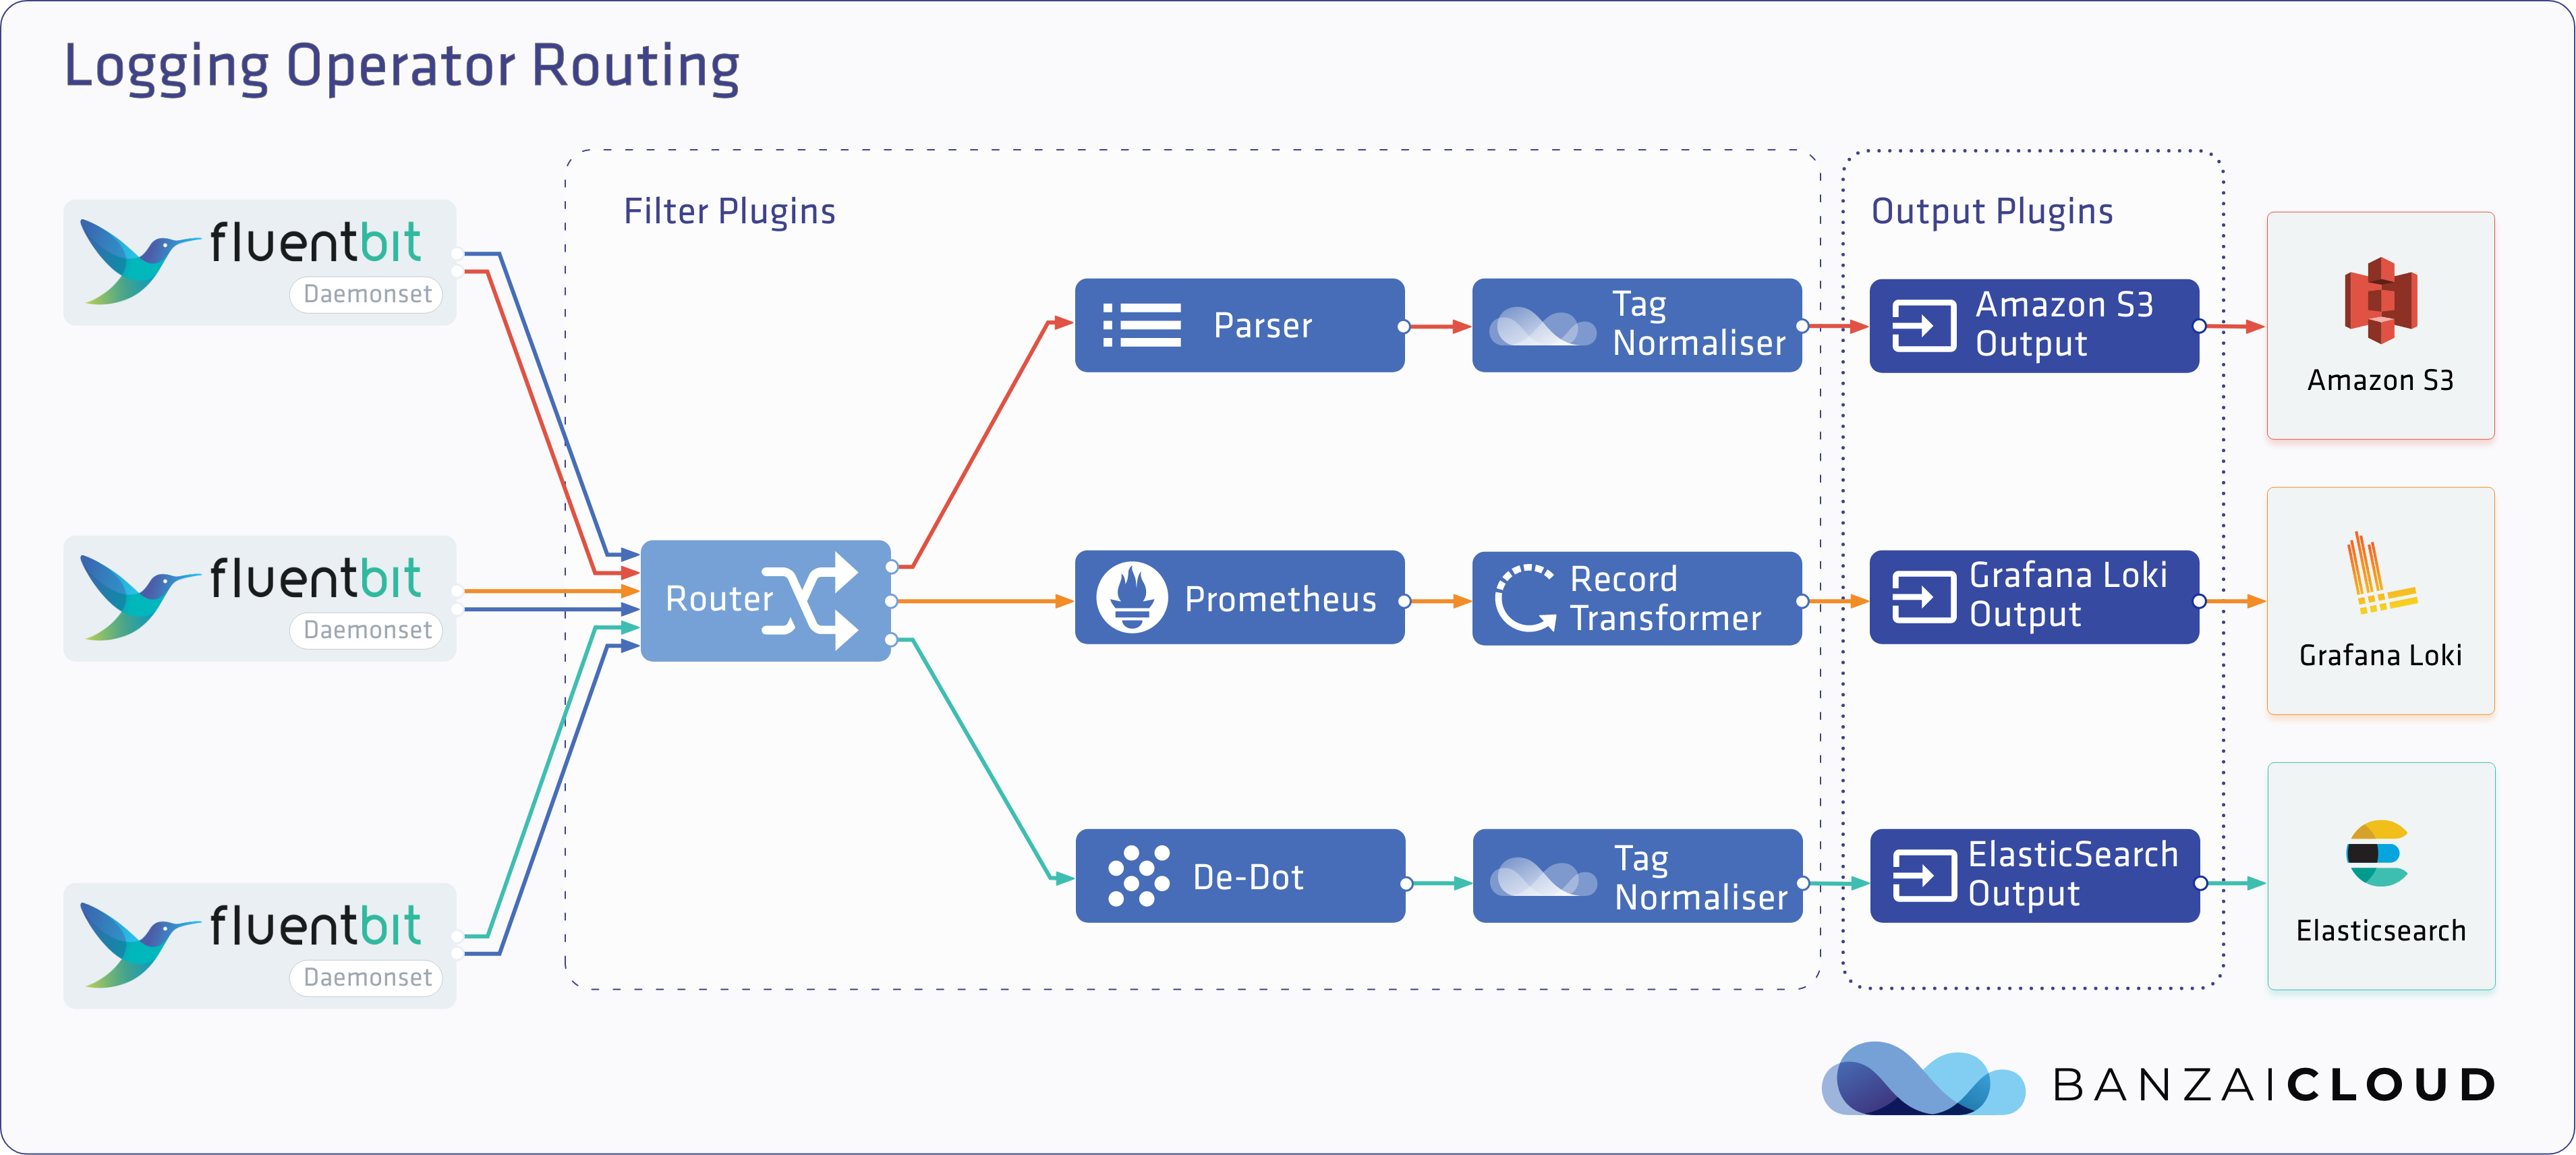 Logging Operator Routing
fluentbit
Daemonset
fluentbit
Daemonset
fluentbit
Daemonset
Filter Plugins
Router
Parser
Tag
Normaliser
Prometheus
Record
Transformer
De-Dot
Tag
Normaliser
Output Plugins
Amazon S3
Output
Grafana Loki
Output
ElasticSearch
Output
Amazon S3
Grafana Loki
Elasticsearch
BANZAICLOUD